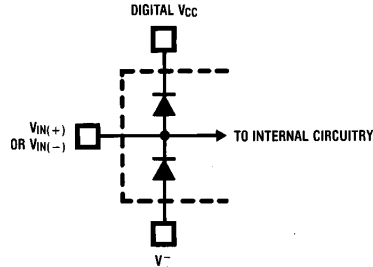 DIGITAL VCC
VIN(+)
OR VIN(−)
TO INTERNAL CIRCUITRY
V−